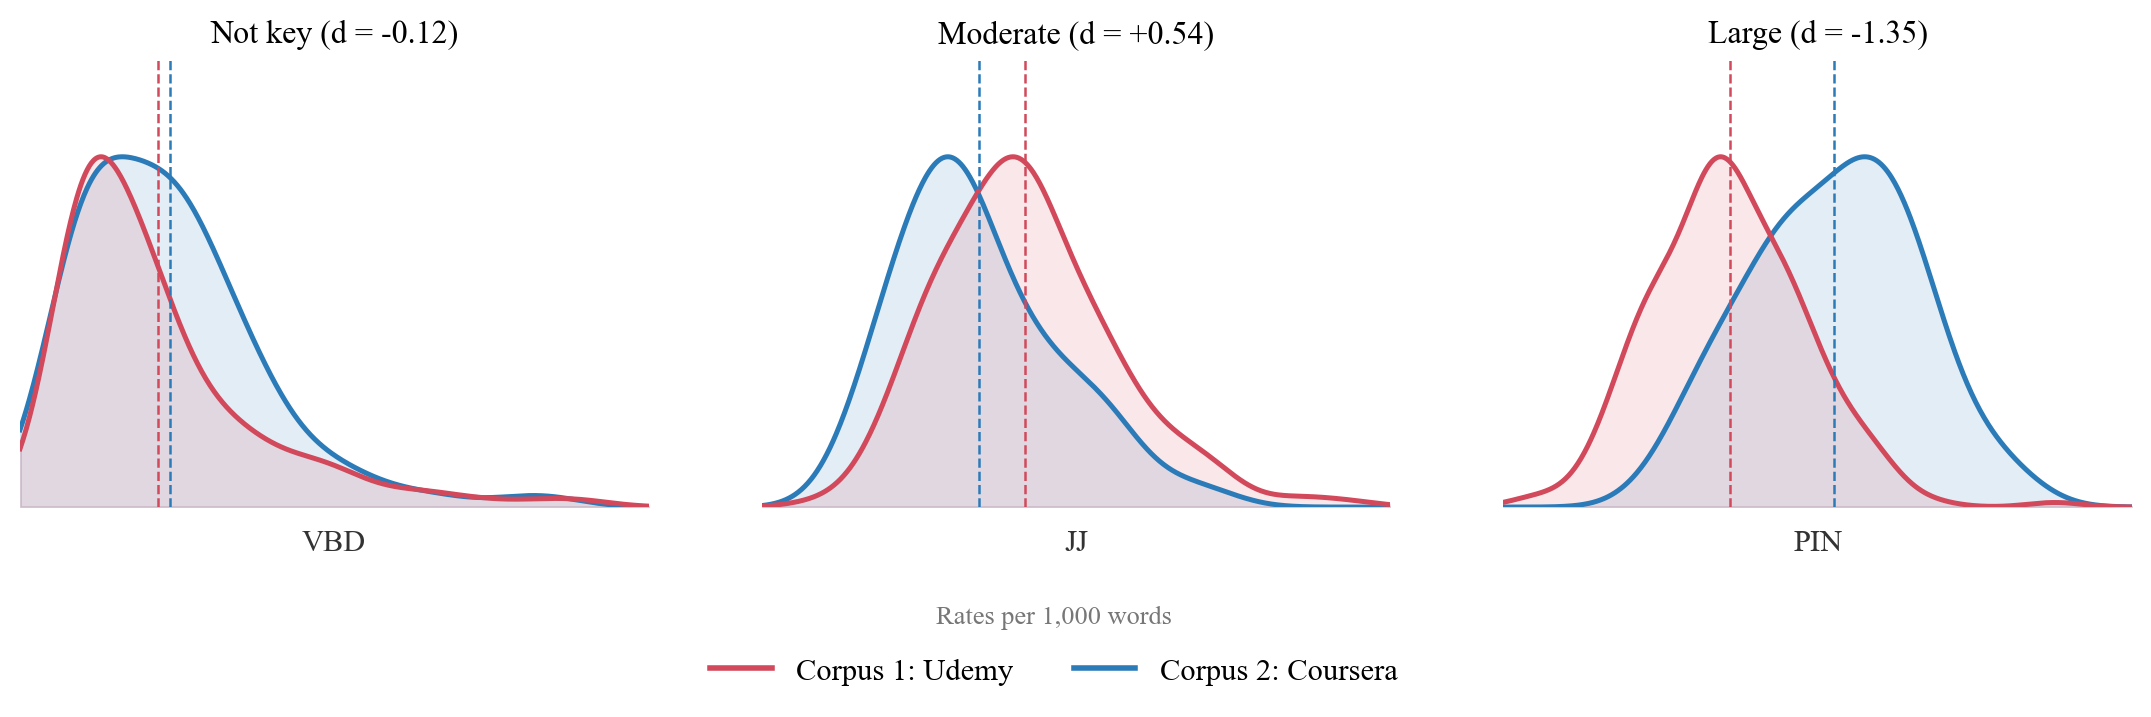 Not key (d = -0.12)
Moderate (d = +0.54)
Large (d = -1.35)
VBD
JJ
PIN
Rates per 1,000 words
Corpus 1: Udemy
Corpus 2: Coursera